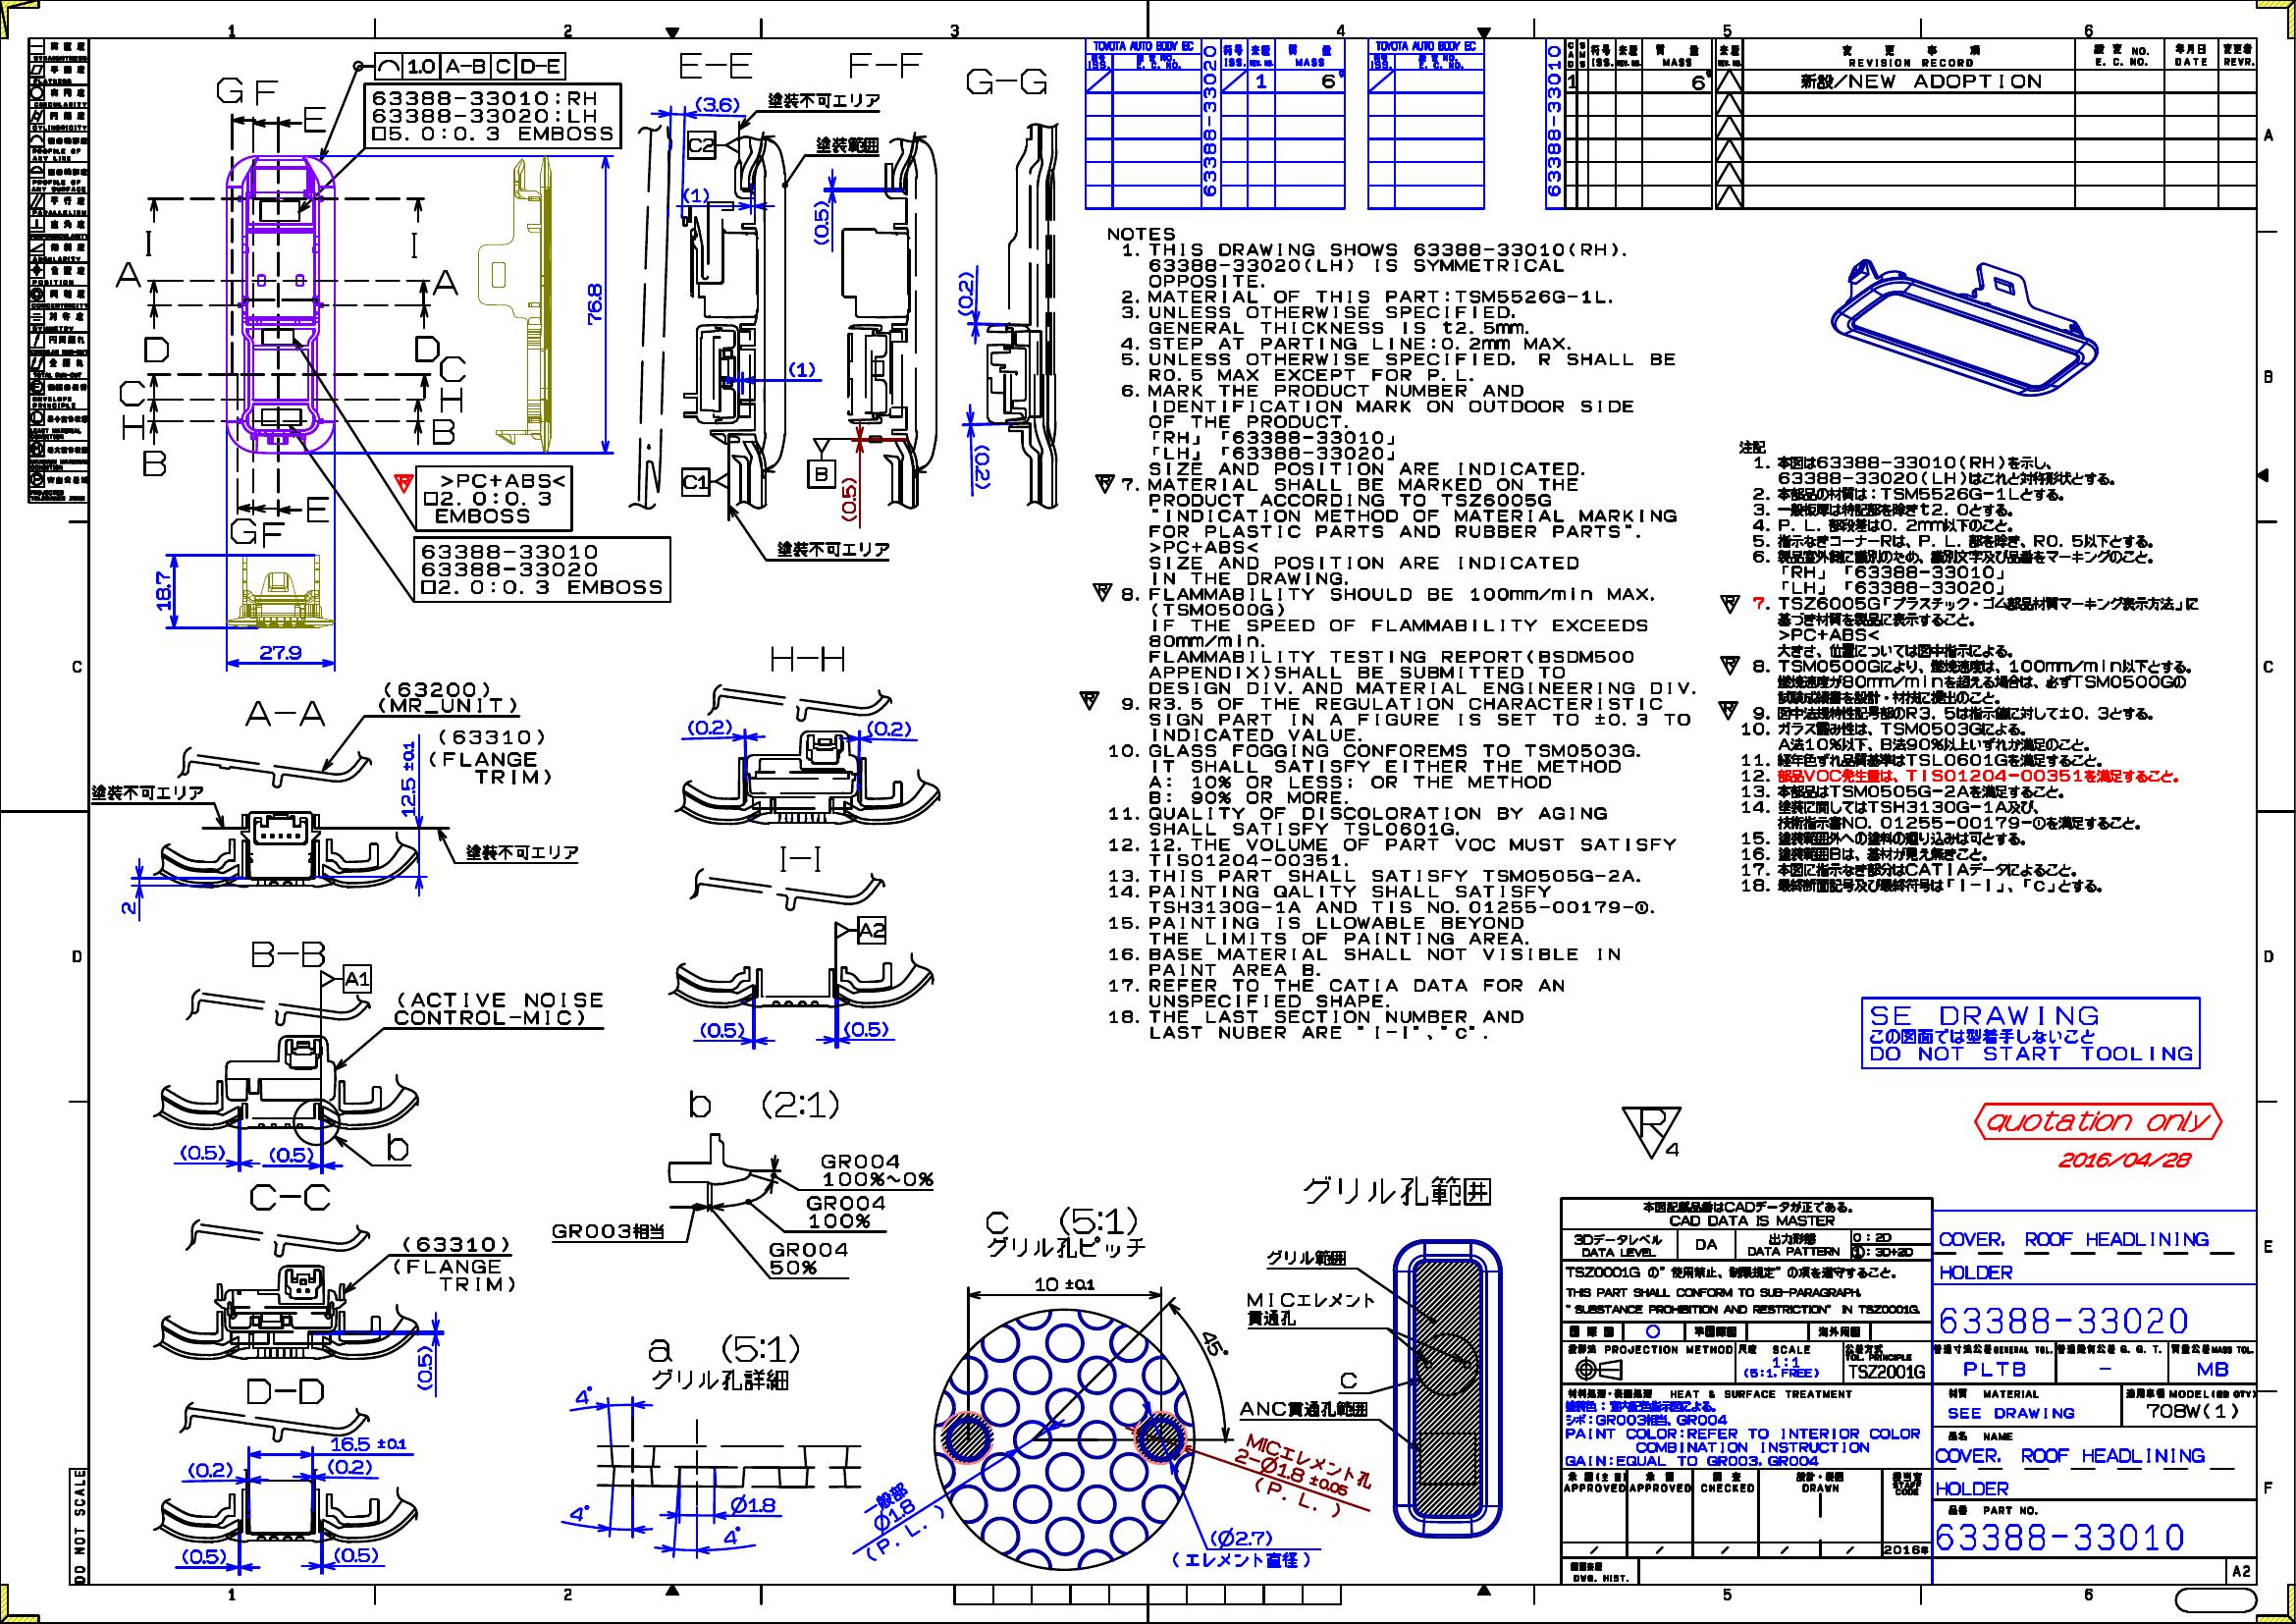 1 2 3 4 5 6
1.0 A-B C D-E
63388-33010:RH
63388-33020:LH
□5. 0:0. 3 EMBOSS
G F
E
I I
A A
D D
C C
H H
B B
G F
E
76.8
>PC+ABS<
□2. 0:0. 3
EMBOSS
63388-33010
63388-33020
□2. 0:0. 3 EMBOSS
18.7
27.9
E-E
F-F
G-G
(3.6)
塗装不可エリア
C2
塗装範囲
(1)
(0.5)
(0.2)
(1)
(0.2)
B
C1
(0.5)
塗装不可エリア
A-A
(63200)
(MR_UNIT)
(63310)
(FLANGE
TRIM)
塗装不可エリア
12.5 ±0.1
塗装不可エリア
2
H-H
(0.2) (0.2)
I-I
A2
(0.5) (0.5)
B-B
A1
(ACTIVE NOISE
CONTROL-MIC)
(0.5) (0.5)
b
C-C
(63310)
(FLANGE
TRIM)
(0.5)
D-D
16.5 ±0.1
(0.2) (0.2)
(0.5) (0.5)
b (2:1)
GR004
100%~0%
GR004
100%
GR003相当
GR004
50%
a (5:1)
グリル孔詳細
4°
4°
Ø1.8
4°
c (5:1)
グリル孔ピッチ
10 ±0.1
45°
一般部
Ø1.8
(P. L. )
MICエレメント孔
2-Ø1.8 ±0.05
(P. L. )
(Ø2.7)
(エレメント直径)
グリル孔範囲
グリル範囲
MICエレメント
貫通孔
C
ANC貫通孔範囲
TOYOTA AUTO BODY EC
ISS. E. C. NO.
63388-33020
ISS. MASS
1 6
TOYOTA AUTO BODY EC
ISS. E. C. NO.
63388-33010
ISS. MASS
1 6
変更事項
REVISION RECORD
E. C. NO.
年月日
DATE
変更者
REVR.
新設/NEW ADOPTION
NOTES
1. THIS DRAWING SHOWS 63388-33010(RH).
63388-33020(LH) IS SYMMETRICAL
OPPOSITE.
2. MATERIAL OF THIS PART:TSM5526G-1L.
3. UNLESS OTHERWISE SPECIFIED.
GENERAL THICKNESS IS t2. 5mm.
4. STEP AT PARTING LINE:0. 2mm MAX.
5. UNLESS OTHERWISE SPECIFIED. R SHALL BE
R0. 5 MAX EXCEPT FOR P. L.
6. MARK THE PRODUCT NUMBER AND
IDENTIFICATION MARK ON OUTDOOR SIDE
OF THE PRODUCT.
「RH」「63388-33010」
「LH」「63388-33020」
SIZE AND POSITION ARE INDICATED.
7. MATERIAL SHALL BE MARKED ON THE
PRODUCT ACCORDING TO TSZ6005G
"INDICATION METHOD OF MATERIAL MARKING
FOR PLASTIC PARTS AND RUBBER PARTS".
>PC+ABS<
SIZE AND POSITION ARE INDICATED
IN THE DRAWING.
8. FLAMMABILITY SHOULD BE 100mm/min MAX.
(TSM0500G)
IF THE SPEED OF FLAMMABILITY EXCEEDS
80mm/min.
FLAMMABILITY TESTING REPORT(BSDM500
APPENDIX)SHALL BE SUBMITTED TO
DESIGN DIV. AND MATERIAL ENGINEERING DIV.
9. R3. 5 OF THE REGULATION CHARACTERISTIC
SIGN PART IN A FIGURE IS SET TO ±0. 3 TO
INDICATED VALUE.
10. GLASS FOGGING CONFOREMS TO TSM0503G.
IT SHALL SATISFY EITHER THE METHOD
A: 10% OR LESS; OR THE METHOD
B: 90% OR MORE.
11. QUALITY OF DISCOLORATION BY AGING
SHALL SATISFY TSL0601G.
12. 12. THE VOLUME OF PART VOC MUST SATISFY
TIS01204-00351.
13. THIS PART SHALL SATISFY TSM0505G-2A.
14. PAINTING QALITY SHALL SATISFY
TSH3130G-1A AND TIS NO. 01255-00179-①.
15. PAINTING IS LLOWABLE BEYOND
THE LIMITS OF PAINTING AREA.
16. BASE MATERIAL SHALL NOT VISIBLE IN
PAINT AREA B.
17. REFER TO THE CATIA DATA FOR AN
UNSPECIFIED SHAPE.
18. THE LAST SECTION NUMBER AND
LAST NUBER ARE "I-I", "c".
注記
1. 本図は63388-33010(RH)を示し、
63388-33020(LH)はこれと対称形状とする。
2. 本部品の材質は:TSM5526G-1Lとする。
3. 一般板厚は特記部を除きt2. 0とする。
4. P. L. 部段差は0. 2mm以下のこと。
5. 指示なきコーナーRは、P. L. 部を除き、R0. 5以下とする。
6. 製品室外側に識別のため、識別文字及び品番をマーキングのこと。
「RH」「63388-33010」
「LH」「63388-33020」
7. TSZ6005G「プラスチック・ゴム部品材質マーキング表示方法」に
基づき材質を製品に表示すること。
>PC+ABS<
大きさ、位置については図中指示による。
8. TSM0500Gにより、燃焼速度は、100mm/min以下とする。
燃焼速度が80mm/minを超える場合は、必ずTSM0500Gの
試験成績書を設計・材技に提出のこと。
9. 図中法規特性記号部のR3. 5は指示値に対して±0. 3とする。
10. ガラス曇み性は、TSM0503Gによる。
A法10%以下、B法90%以上いずれか満足のこと。
11. 経年色ずれ品質基準はTSL0601Gを満足すること。
12. 部品VOC発生量は、TIS01204-00351を満足すること。
13. 本部品はTSM0505G-2Aを満足すること。
14. 塗装に関してはTSH3130G-1A及び、
技術指示書NO. 01255-00179-①を満足すること。
15. 塗装範囲外への塗料の廻り込みは可とする。
16. 塗装範囲Bは、基材が見え無きこと。
17. 本図に指示なき部分はCATIAデータによること。
18. 最終断面記号及び最終符号は「I-I」、「c」とする。
SE DRAWING
この図面では型着手しないこと
DO NOT START TOOLING
R 4
quotation only
2016/04/28
本図記載品番はCADデータが正である。
CAD DATA IS MASTER
3Dデータレベル
DATA LEVEL
DA
出力形態
DATA PATTERN
0:2D
①:3D+2D
TSZ0001G の"使用禁止、制限規定"の項を遵守すること。
THIS PART SHALL CONFORM TO SUB-PARAGRAPH.
"SUBSTANCE PROHIBITION AND RESTRICTION" IN TSZ0001G.
投影法 PROJECTION METHOD
尺度 SCALE
1:1
(5:1. FREE)
公差方式
TOL. PRINCIPLE
TSZ2001G
HEAT & SURFACE TREATMENT
塗装色:室内配色指示図による。
シボ:GR003相当、GR004
PAINT COLOR:REFER TO INTERIOR COLOR
COMBINATION INSTRUCTION
GAIN:EQUAL TO GR003. GR004
APPROVED APPROVED CHECKED DRAWN STAFF CODE
2016年
DWG. HIST.
COVER. ROOF HEADLINING
HOLDER
63388-33020
GENERAL TOL. G. G. T. MASS TOL.
PLTB - MB
材質 MATERIAL
SEE DRAWING
MODEL
708W(1)
品名 NAME
COVER. ROOF HEADLINING
HOLDER
品番 PART NO.
63388-33010
A2
DO NOT SCALE
A B C D E F
1 2 5 6